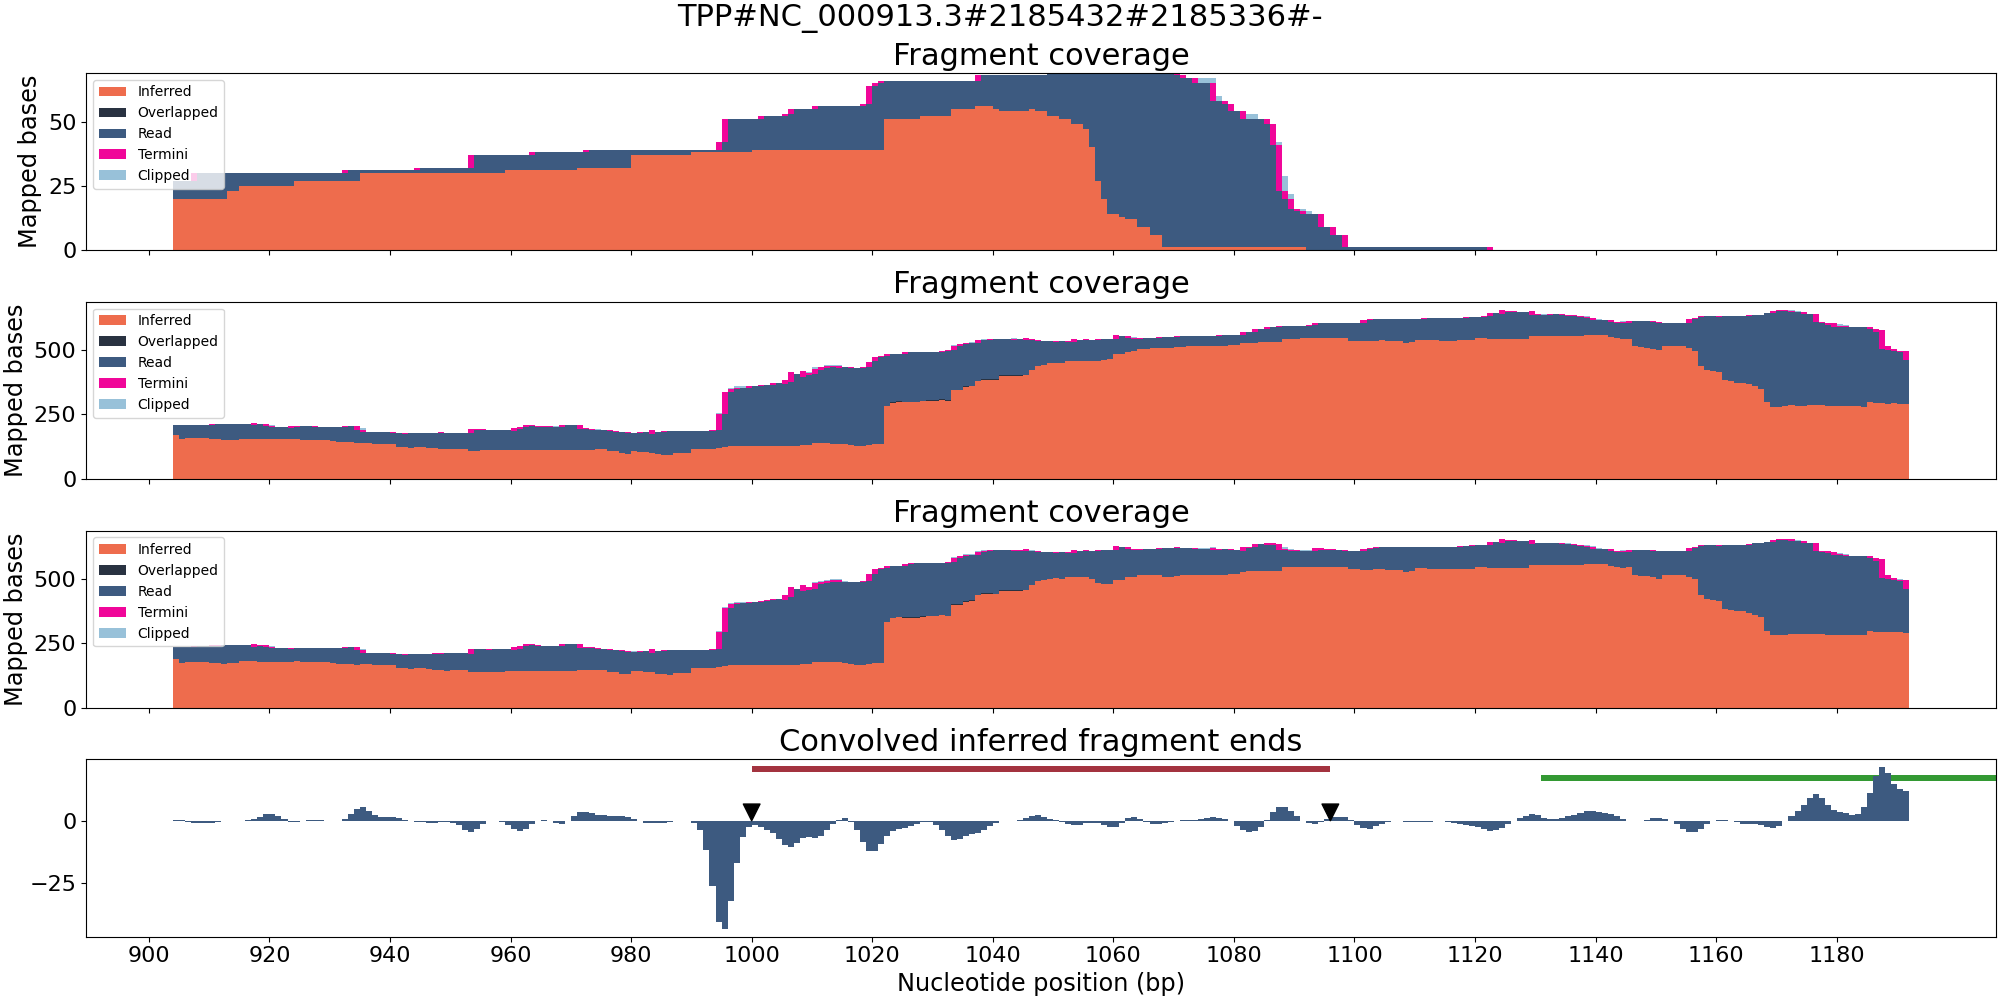 TPP#NC_000913.3#2185432#2185336#-
Fragment coverage
Mapped bases
50
25
0
Inferred
Overlapped
Read
Termini
Clipped
Fragment coverage
Mapped bases
500
250
0
Inferred
Overlapped
Read
Termini
Clipped
Fragment coverage
Mapped bases
500
250
0
Inferred
Overlapped
Read
Termini
Clipped
Convolved inferred fragment ends
0
−25
900 920 940 960 980 1000 1020 1040 1060 1080 1100 1120 1140 1160 1180
Nucleotide position (bp)